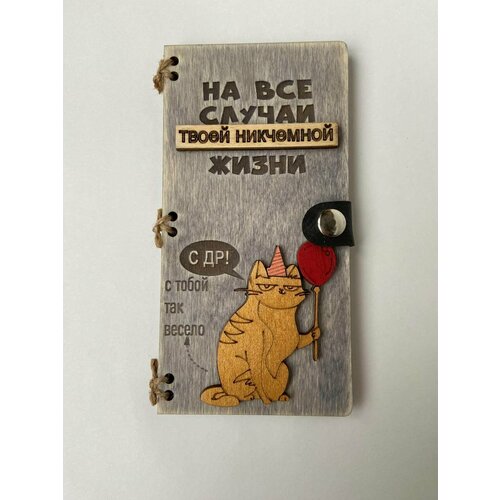 НА ВСЕ
СЛУЧАИ
ТВОЕЙ НИКЧЕМНОЙ
ЖИЗНИ
С ДР!
с тобой
так
весело